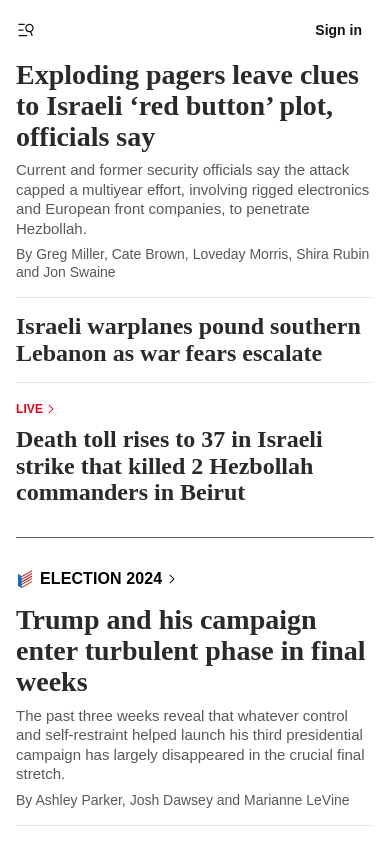 Sign in
Exploding pagers leave clues
to Israeli ‘red button’ plot,
officials say
Current and former security officials say the attack
capped a multiyear effort, involving rigged electronics
and European front companies, to penetrate
Hezbollah.
By Greg Miller, Cate Brown, Loveday Morris, Shira Rubin
and Jon Swaine
Israeli warplanes pound southern
Lebanon as war fears escalate
LIVE
Death toll rises to 37 in Israeli
strike that killed 2 Hezbollah
commanders in Beirut
ELECTION 2024
Trump and his campaign
enter turbulent phase in final
weeks
The past three weeks reveal that whatever control
and self-restraint helped launch his third presidential
campaign has largely disappeared in the crucial final
stretch.
By Ashley Parker, Josh Dawsey and Marianne LeVine